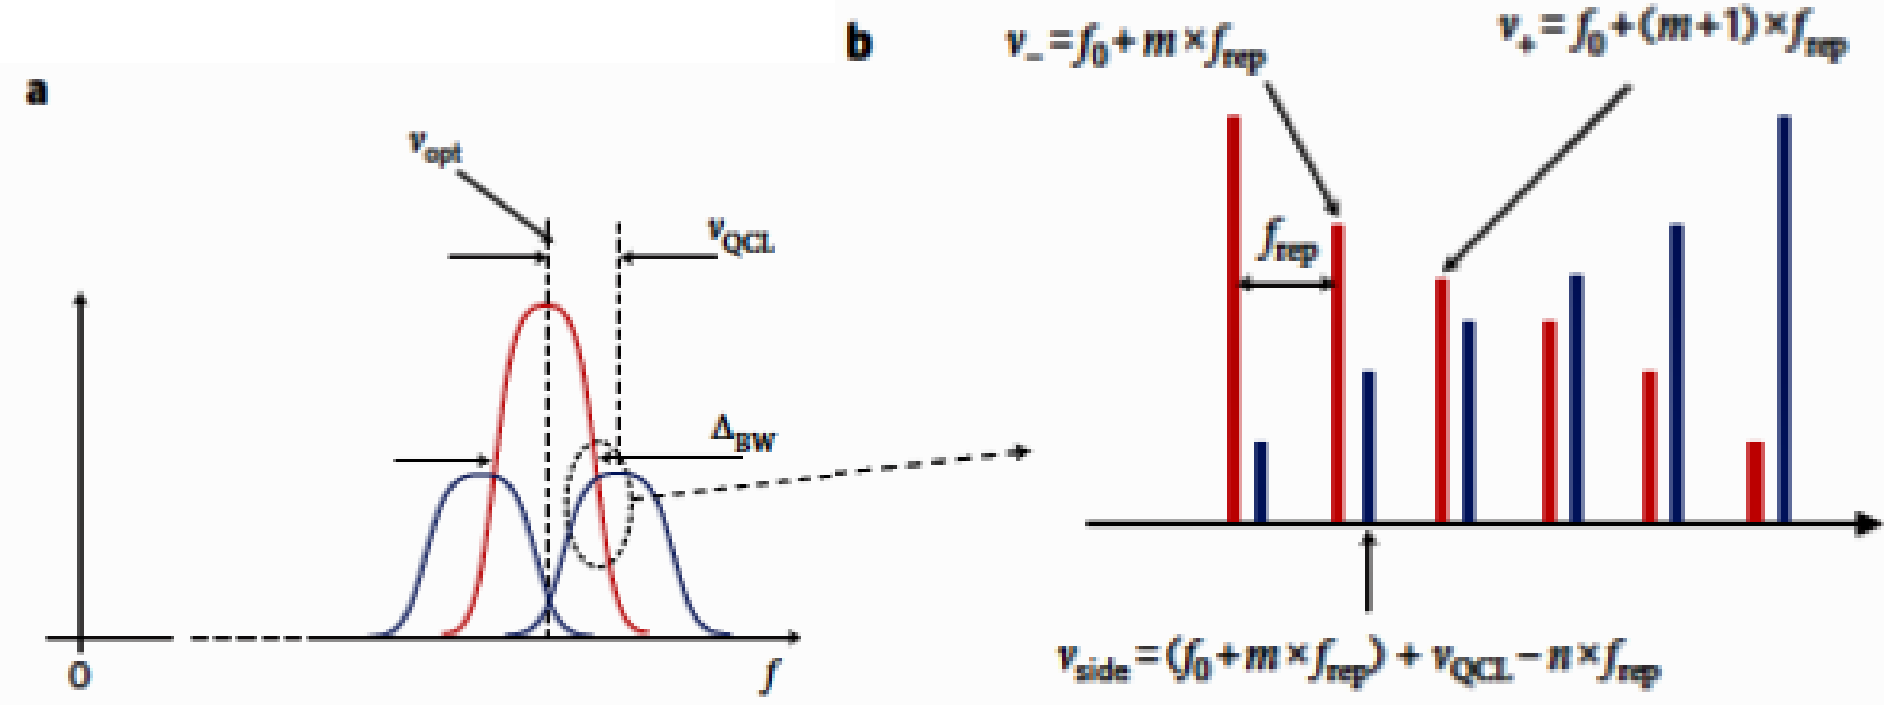 a
ν_opt
ν_QCL
Δ_BW
0
f
b
ν_− = f_0 + m × f_rep
ν_+ = f_0 + (m + 1) × f_rep
f_rep
ν_side = (f_0 + m × f_rep) + ν_QCL − n × f_rep